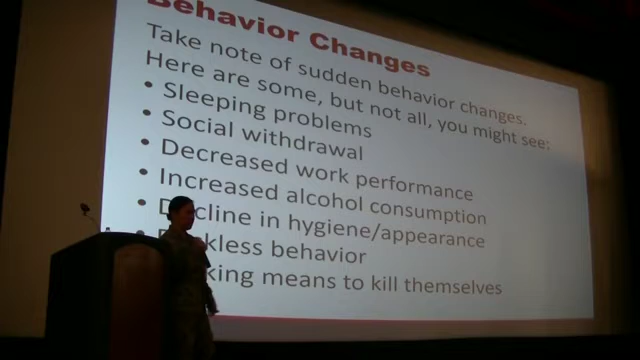 Behavior Changes
Take note of sudden behavior changes.
Here are some, but not all, you might see:
• Sleeping problems
• Social withdrawal
• Decreased work performance
• Increased alcohol consumption
• Decline in hygiene/appearance
behavior
means to kill themselves